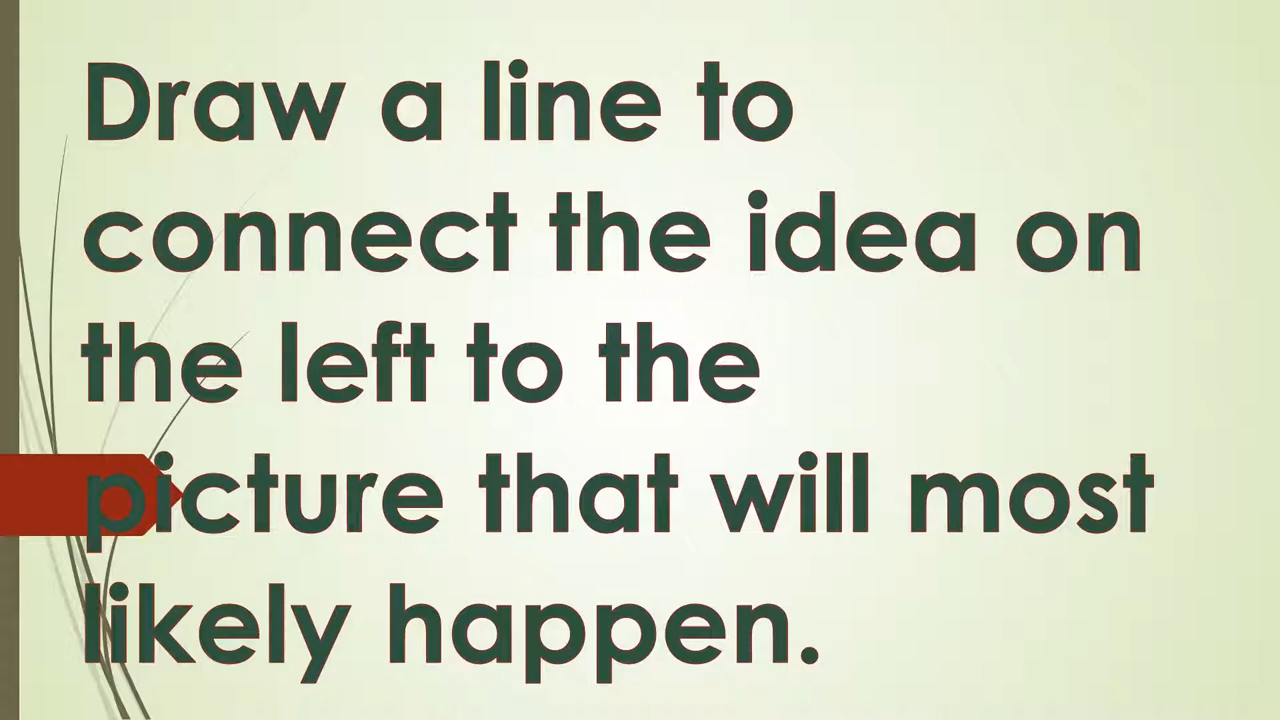 Draw a line to
connect the idea on
the left to the
picture that will most
likely happen.